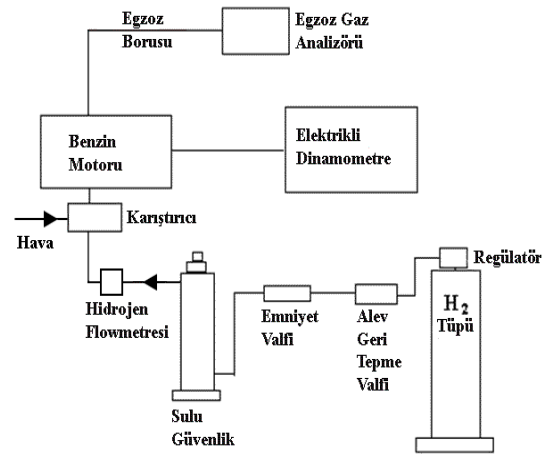 Egzoz
Borusu
Egzoz Gaz
Analizörü
Benzin
Motoru
Elektrikli
Dinamometre
Karıştırıcı
Hava
Regülatör
H2
Tüpü
Hidrojen
Flowmetresi
Emniyet
Valfi
Alev
Geri
Tepme
Valfi
Sulu
Güvenlik